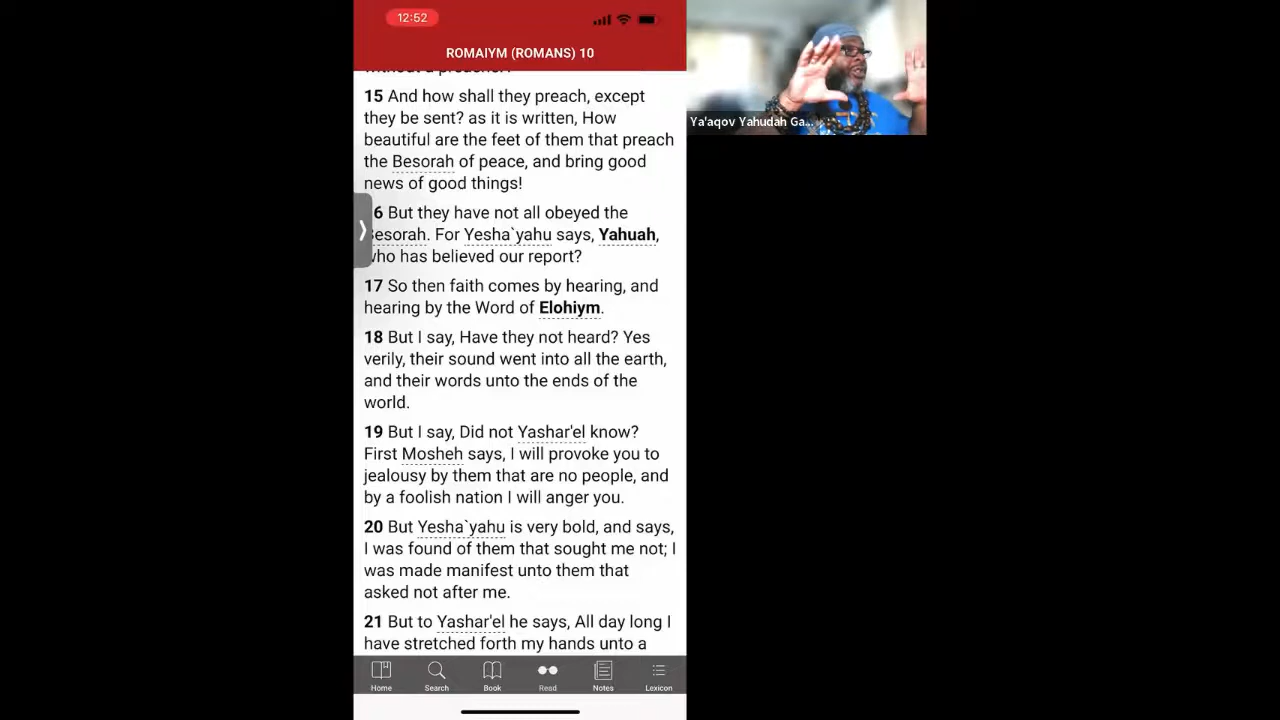 12:52
ROMAIYM (ROMANS) 10
without a preacher?
15 And how shall they preach, except
they be sent? as it is written, How
beautiful are the feet of them that preach
the Besorah of peace, and bring good
news of good things!
6 But they have not all obeyed the
Besorah. For Yesha`yahu says, Yahuah,
who has believed our report?
17 So then faith comes by hearing, and
hearing by the Word of Elohiym.
18 But I say, Have they not heard? Yes
verily, their sound went into all the earth,
and their words unto the ends of the
world.
19 But I say, Did not Yashar'el know?
First Mosheh says, I will provoke you to
jealousy by them that are no people, and
by a foolish nation I will anger you.
20 But Yesha`yahu is very bold, and says,
I was found of them that sought me not; I
was made manifest unto them that
asked not after me.
21 But to Yashar'el he says, All day long I
have stretched forth my hands unto a
Home Search Book Read Notes Lexicon
Ya'aqov Yahudah Ga...